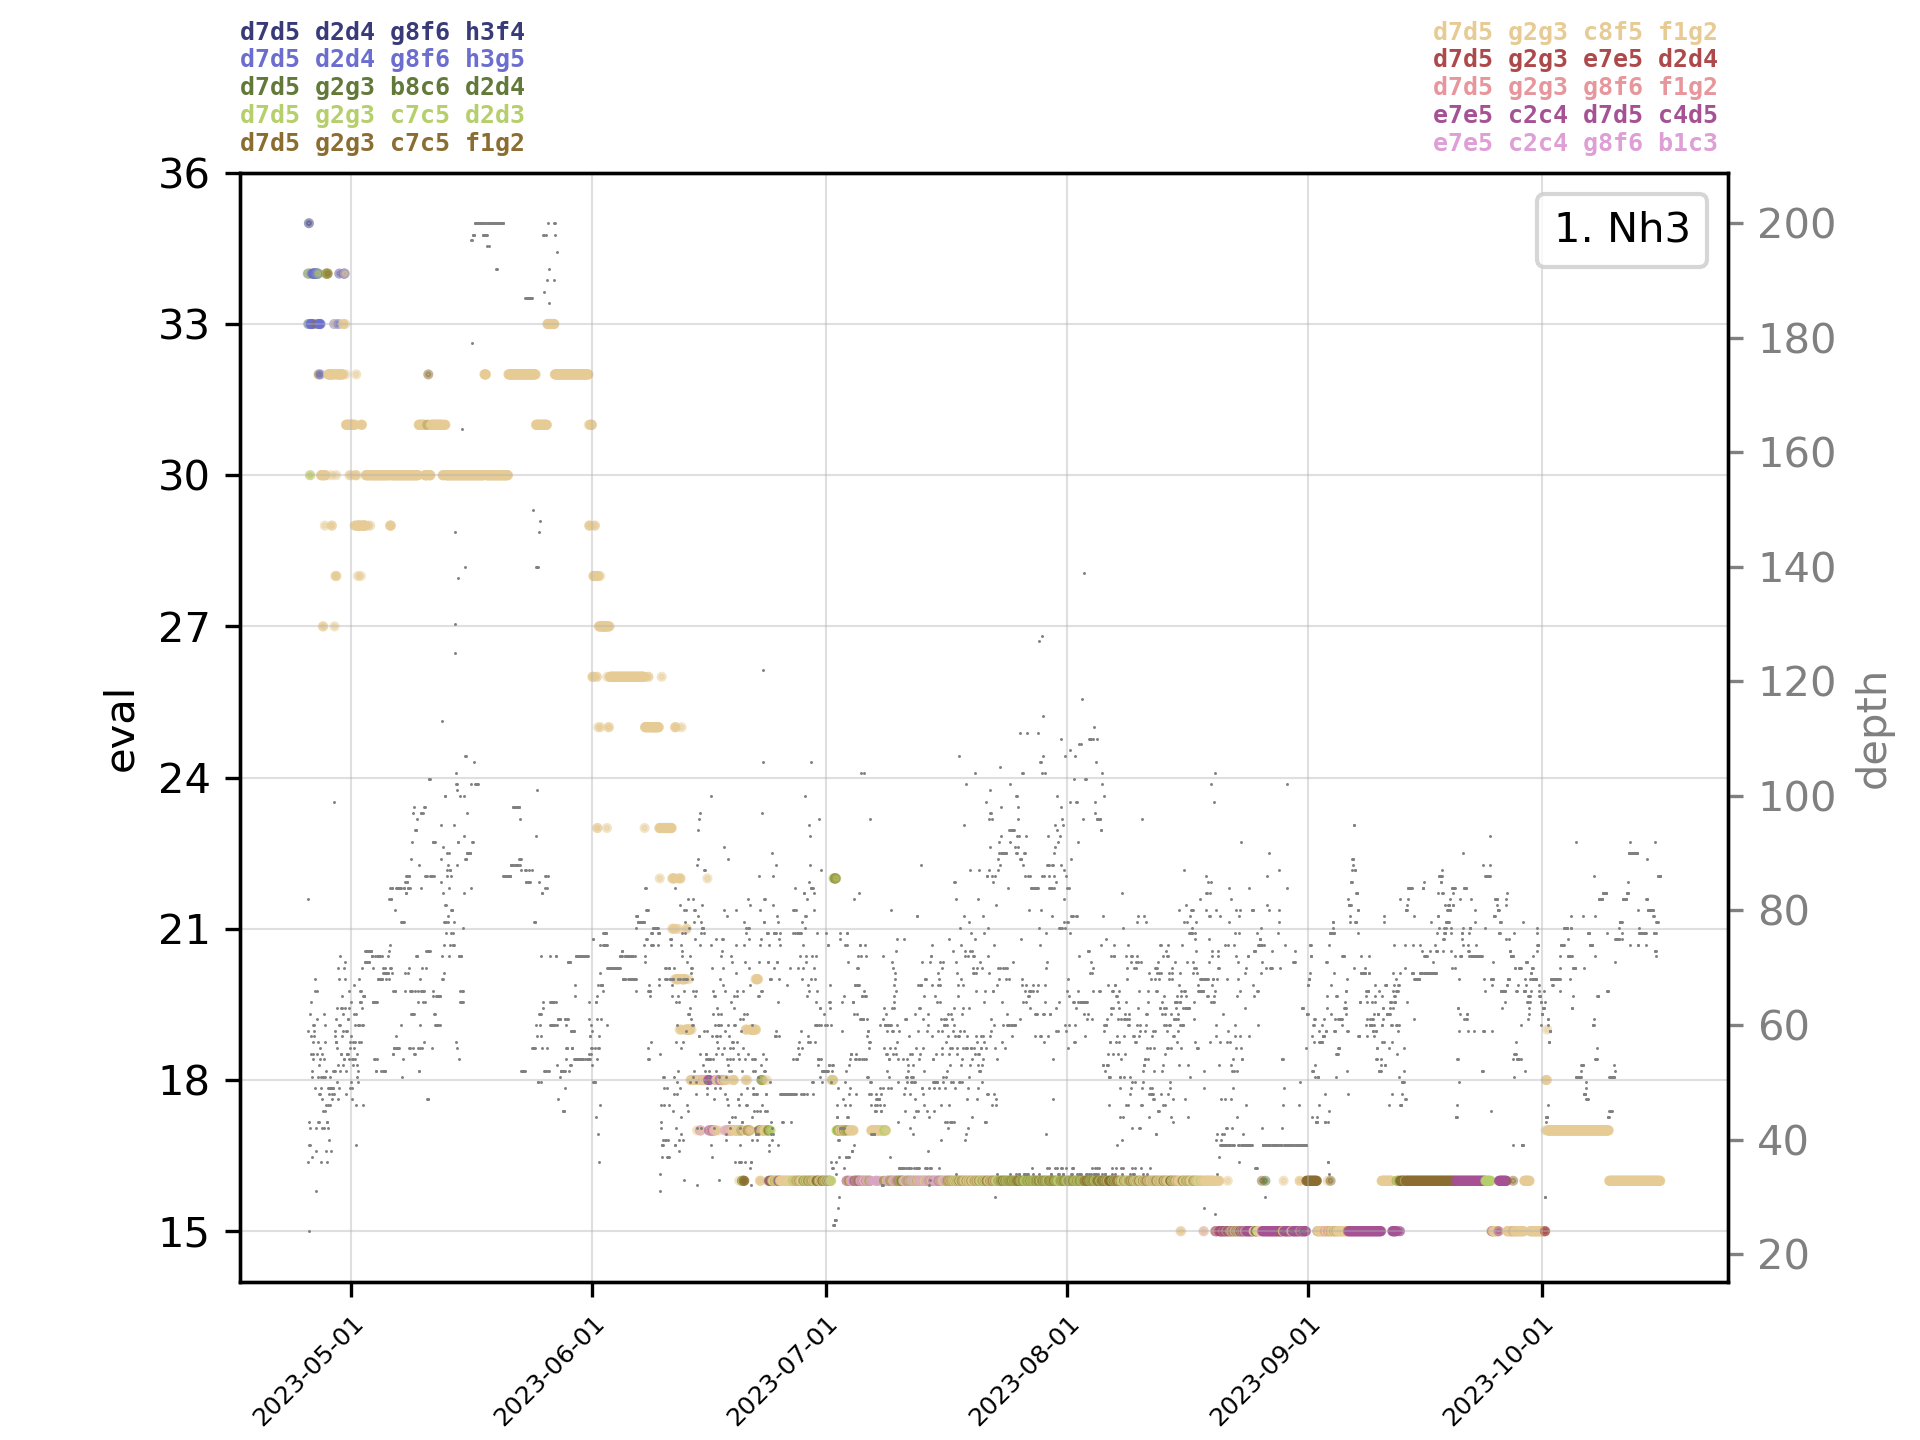 d7d5 d2d4 g8f6 h3f4
d7d5 d2d4 g8f6 h3g5
d7d5 g2g3 b8c6 d2d4
d7d5 g2g3 c7c5 d2d3
d7d5 g2g3 c7c5 f1g2
d7d5 g2g3 c8f5 f1g2
d7d5 g2g3 e7e5 d2d4
d7d5 g2g3 g8f6 f1g2
e7e5 c2c4 d7d5 c4d5
e7e5 c2c4 g8f6 b1c3
1. Nh3
36
33
30
27
24
21
18
15
eval
200
180
160
140
120
100
80
60
40
20
depth
2023-05-01
2023-06-01
2023-07-01
2023-08-01
2023-09-01
2023-10-01